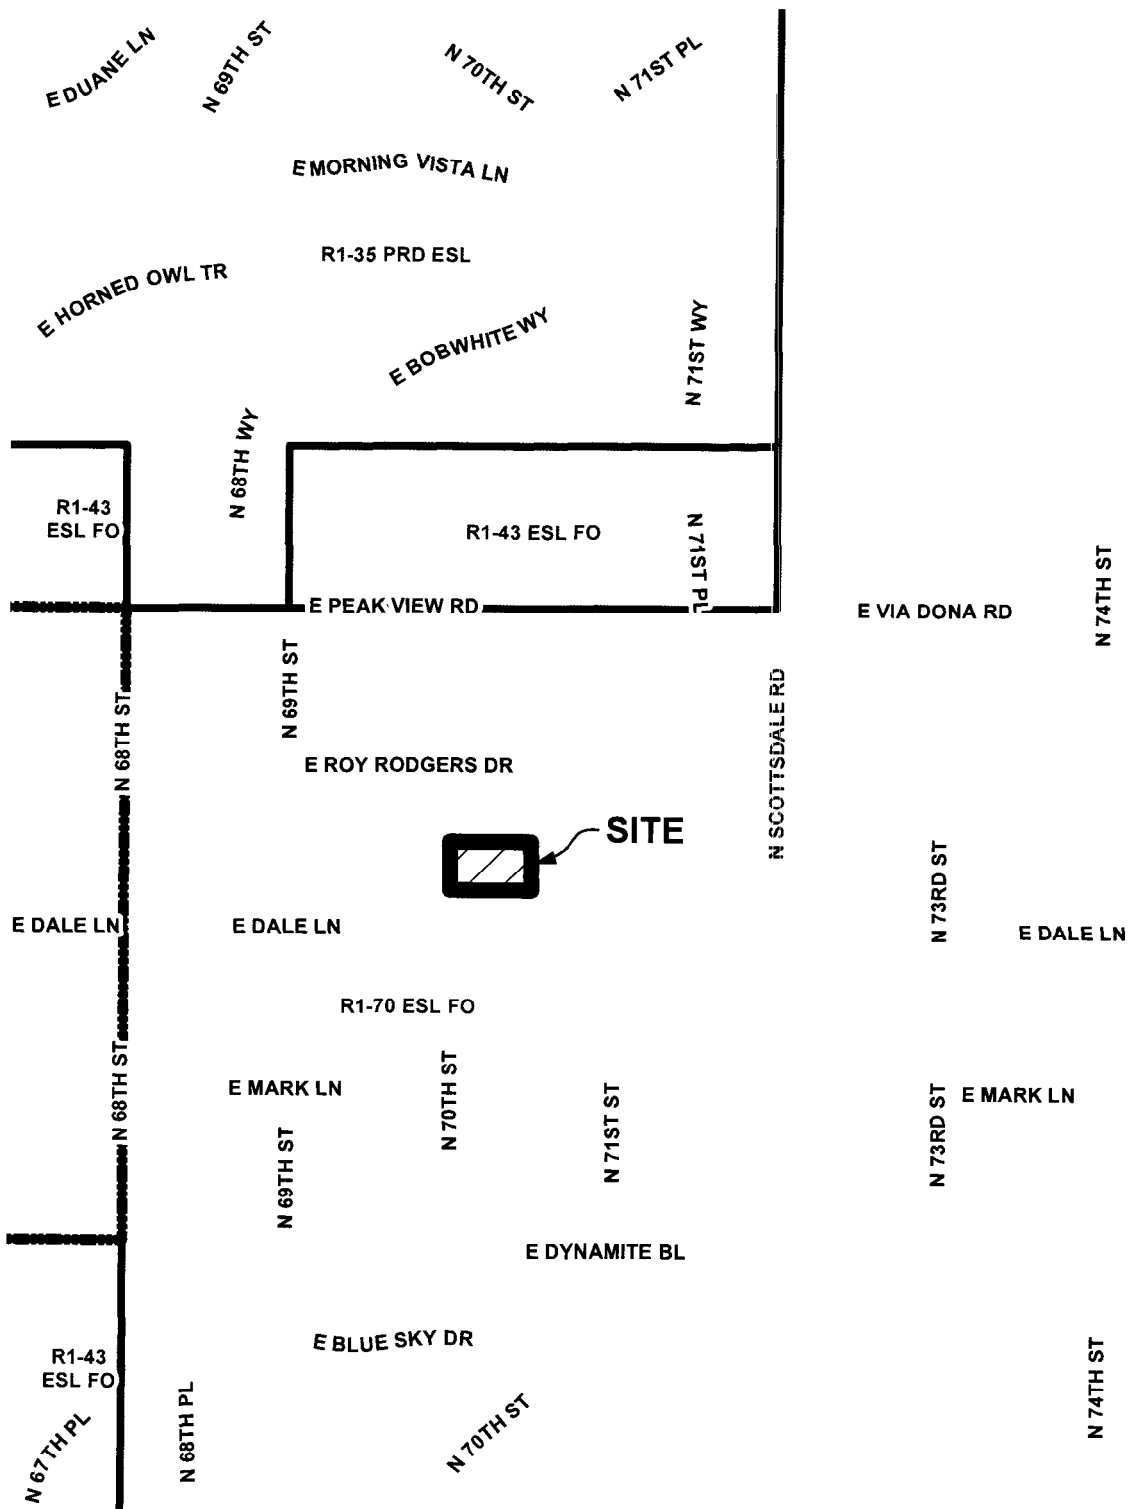 E DUANE LN
N 69TH ST
N 70TH ST
N 71ST PL
E MORNING VISTA LN
R1-35 PRD ESL
E HORNED OWL TR
E BOBWHITE WY
N 71ST WY
N 68TH WY
R1-43
ESL FO
R1-43 ESL FO
N 71ST PL
N 74TH ST
E PEAK VIEW RD
E VIA DONA RD
N 69TH ST
N 68TH ST
N SCOTTSDALE RD
E ROY RODGERS DR
SITE
N 73RD ST
E DALE LN
E DALE LN
E DALE LN
R1-70 ESL FO
N 68TH ST
N 70TH ST
E MARK LN
N 71ST ST
N 73RD ST
E MARK LN
N 69TH ST
E DYNAMITE BL
E BLUE SKY DR
R1-43
ESL FO
N 74TH ST
N 67TH PL
N 68TH PL
N 70TH ST